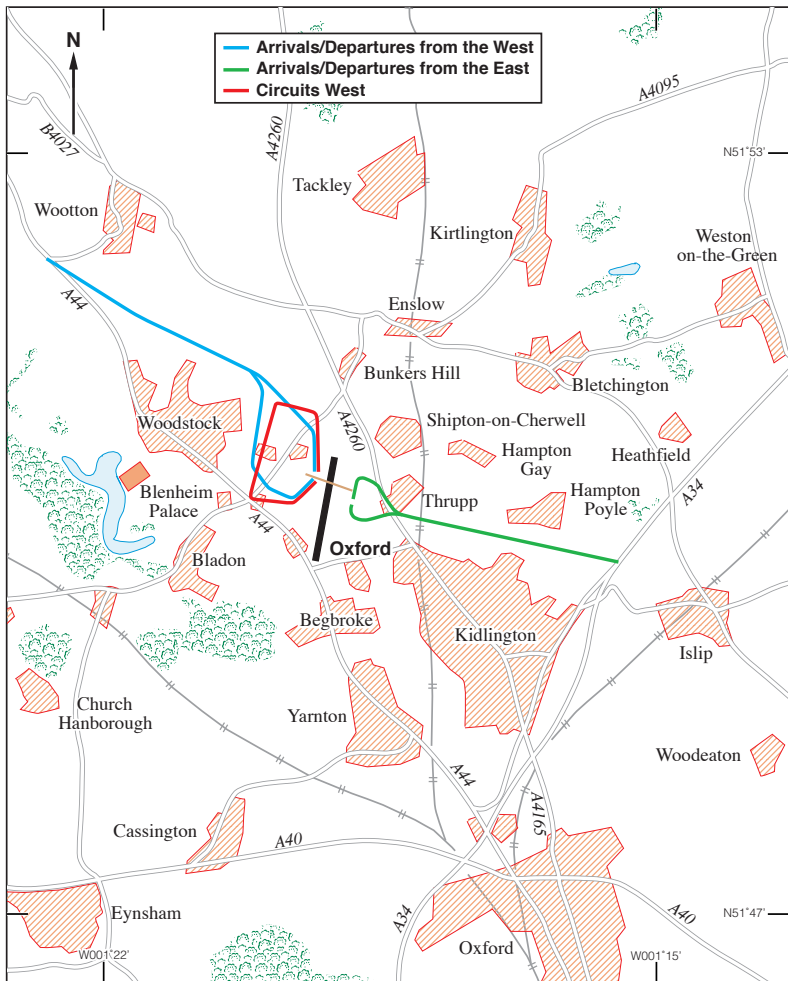 N
Arrivals/Departures from the West
Arrivals/Departures from the East
Circuits West
A4095
B4027
A4260
N51˚53'
Tackley
Wootton
Kirtlington
Weston
on-the-Green
A44
Enslow
Bunkers Hill
Bletchington
Woodstock
A4260
Shipton-on-Cherwell
Hampton
Gay
Heathfield
Blenheim
Palace
Thrupp
Hampton
Poyle
A34
A44
Oxford
Bladon
Begbroke
Kidlington
Islip
Church
Hanborough
Yarnton
Woodeaton
A44
A4165
Cassington
A40
Eynsham
A34
Oxford
A40
N51˚47'
W001˚22'
W001˚15'